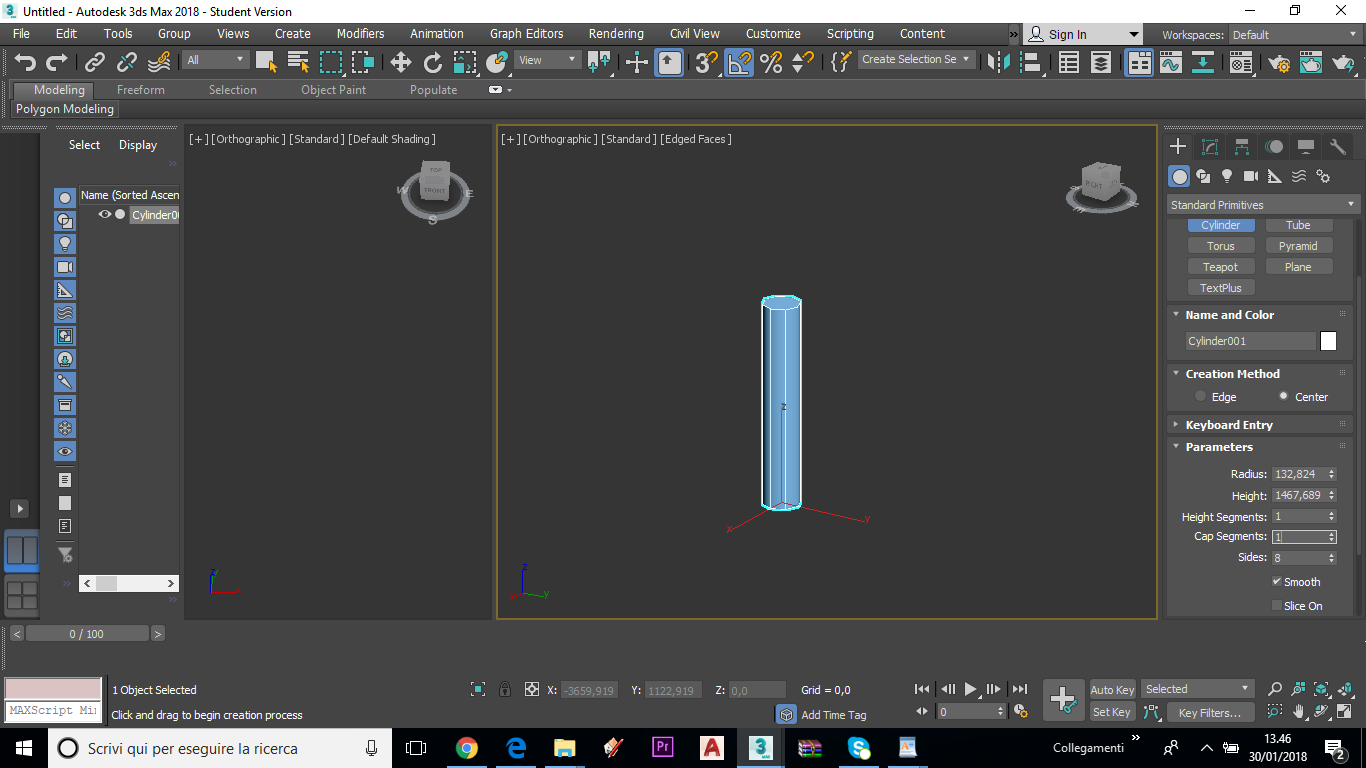 Untitled - Autodesk 3ds Max 2018 - Student Version
File Edit Tools Group Views Create Modifiers Animation Graph Editors Rendering Civil View Customize Scripting Content » Sign In Workspaces: Default
All View Create Selection Se
Modeling Freeform Selection Object Paint Populate
Polygon Modeling
Select Display
Name (Sorted Ascen
Cylinder00
[+] [Orthographic] [Standard] [Default Shading]
TOP
FRONT
W E
S
[+] [Orthographic] [Standard] [Edged Faces]
RIGHT
z
x y
z
x
z
x y
Standard Primitives
Cylinder Tube
Torus Pyramid
Teapot Plane
TextPlus
Name and Color
Cylinder001
Creation Method
Edge Center
Keyboard Entry
Parameters
Radius: 132,824
Height: 1467,689
Height Segments: 1
Cap Segments: 1
Sides: 8
Smooth
Slice On
< 0 / 100 >
1 Object Selected X: -3659,919 Y: 1122,919 Z: 0,0 Grid = 0,0 Auto Key Selected
MAXScript Mi Click and drag to begin creation process Add Time Tag 0 Set Key Key Filters...
Scrivi qui per eseguire la ricerca Pr A 3 MAX Collegamenti » 13.46
30/01/2018 2